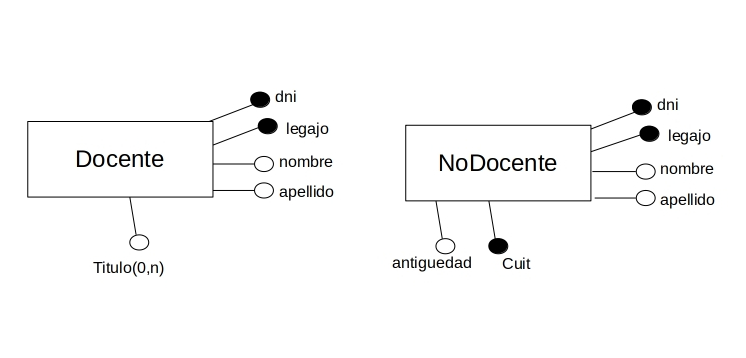 Docente
dni
legajo
nombre
apellido
Titulo(0,n)
NoDocente
dni
legajo
nombre
apellido
antiguedad
Cuit